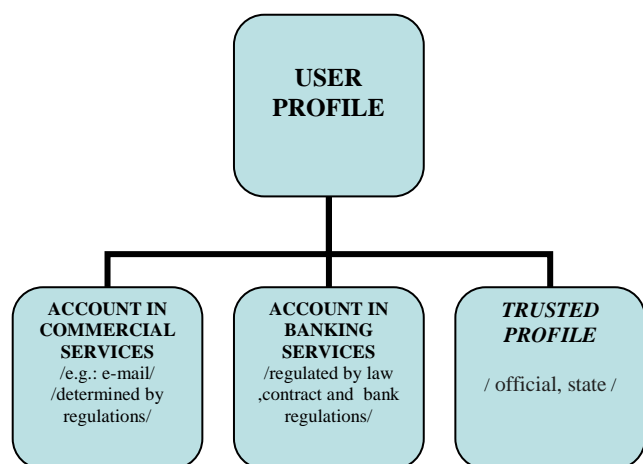 USER
PROFILE
ACCOUNT IN
COMMERCIAL
SERVICES
/e.g.: e-mail/
/determined by
regulations/
ACCOUNT IN
BANKING
SERVICES
/regulated by law
,contract and bank
regulations/
TRUSTED
PROFILE
/ official, state /